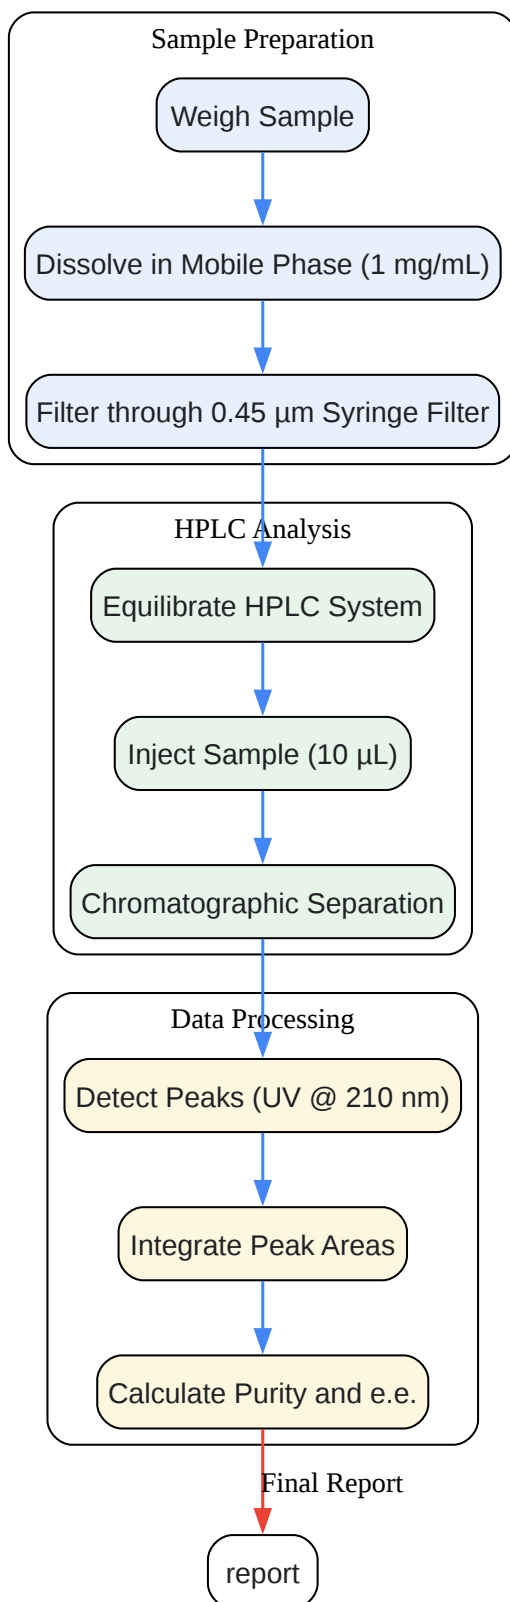 Sample Preparation
Weigh Sample
Dissolve in Mobile Phase (1 mg/mL)
Filter through 0.45 µm Syringe Filter
HPLC Analysis
Equilibrate HPLC System
Inject Sample (10 µL)
Chromatographic Separation
Data Processing
Detect Peaks (UV @ 210 nm)
Integrate Peak Areas
Calculate Purity and e.e.
Final Report
report